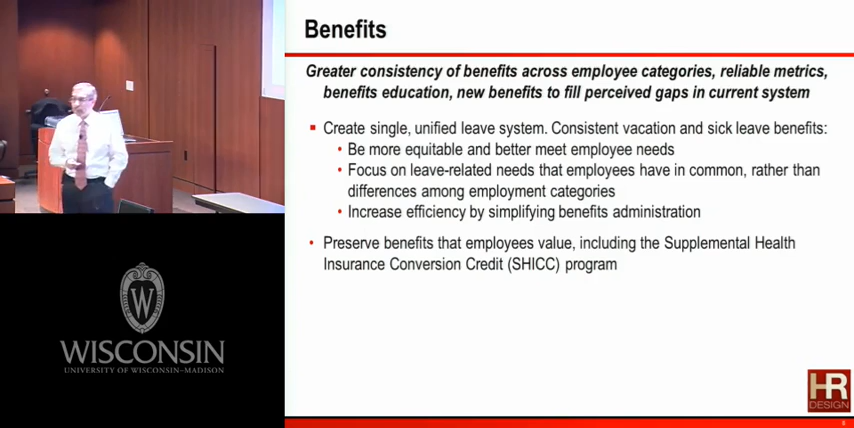 Benefits
Greater consistency of benefits across employee categories, reliable metrics,
benefits education, new benefits to fill perceived gaps in current system
▪ Create single, unified leave system. Consistent vacation and sick leave benefits:
• Be more equitable and better meet employee needs
• Focus on leave-related needs that employees have in common, rather than
differences among employment categories
• Increase efficiency by simplifying benefits administration
• Preserve benefits that employees value, including the Supplemental Health
Insurance Conversion Credit (SHICC) program
WISCONSIN
UNIVERSITY OF WISCONSIN–MADISON
HR
DESIGN